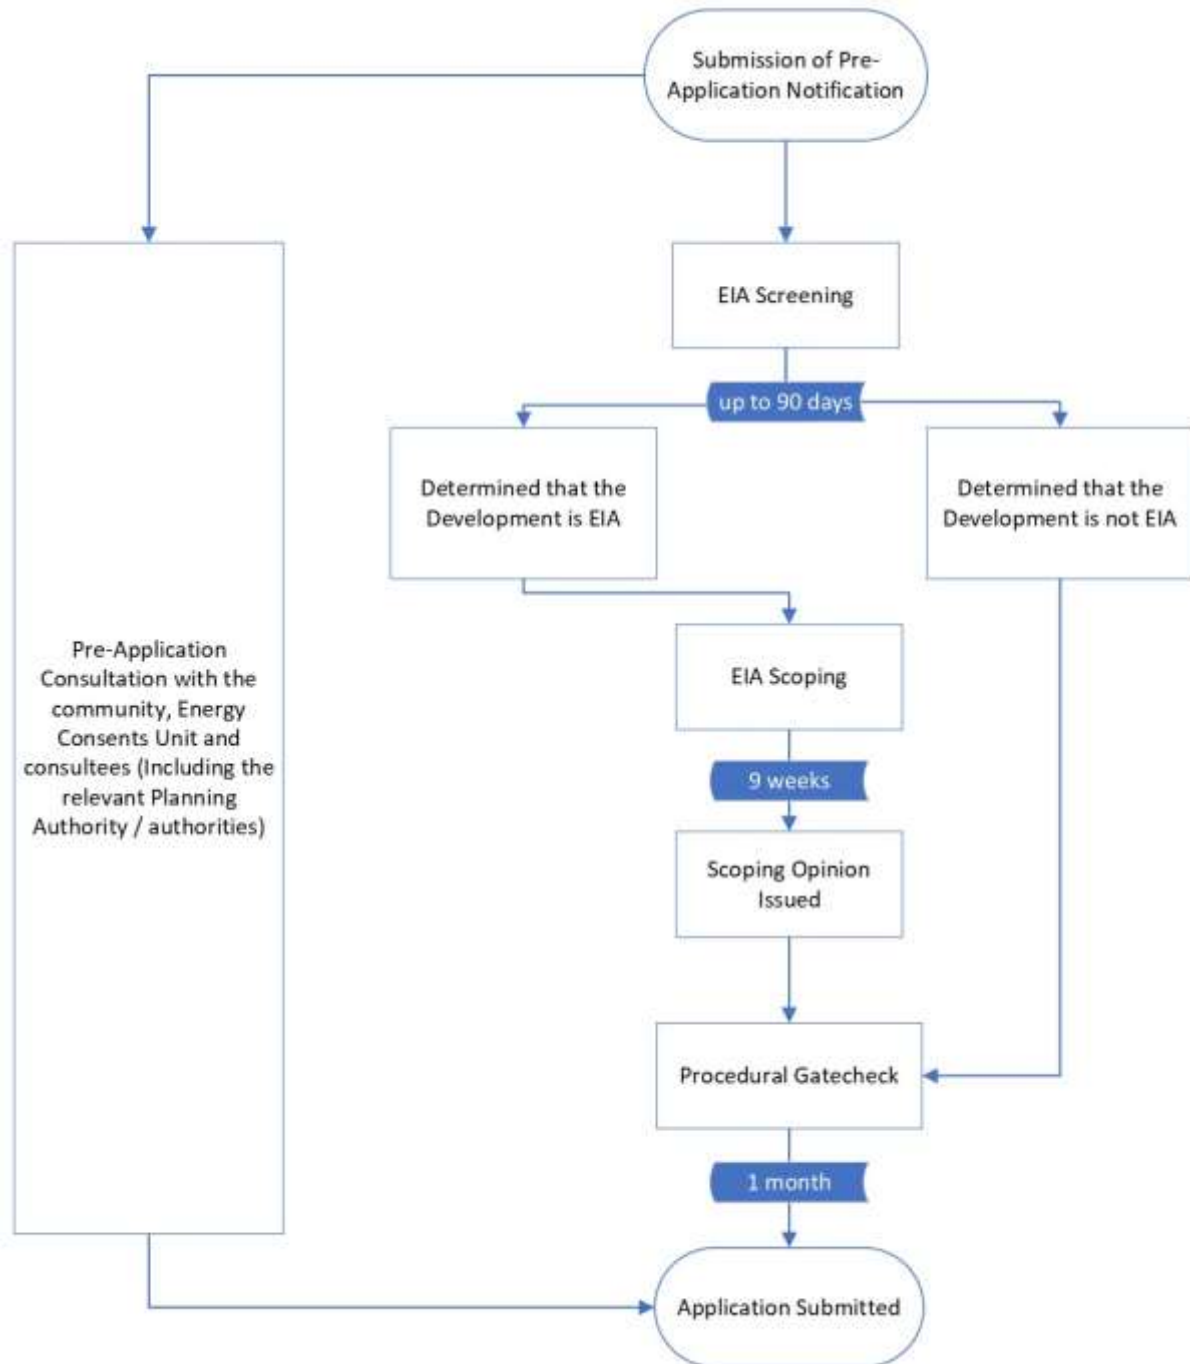 Submission of Pre-
Application Notification
EIA Screening
up to 90 days
Determined that the
Development is EIA
Determined that the
Development is not EIA
EIA Scoping
9 weeks
Scoping Opinion
Issued
Pre-Application
Consultation with the
community, Energy
Consents Unit and
consultees (Including the
relevant Planning
Authority / authorities)
Procedural Gatecheck
1 month
Application Submitted